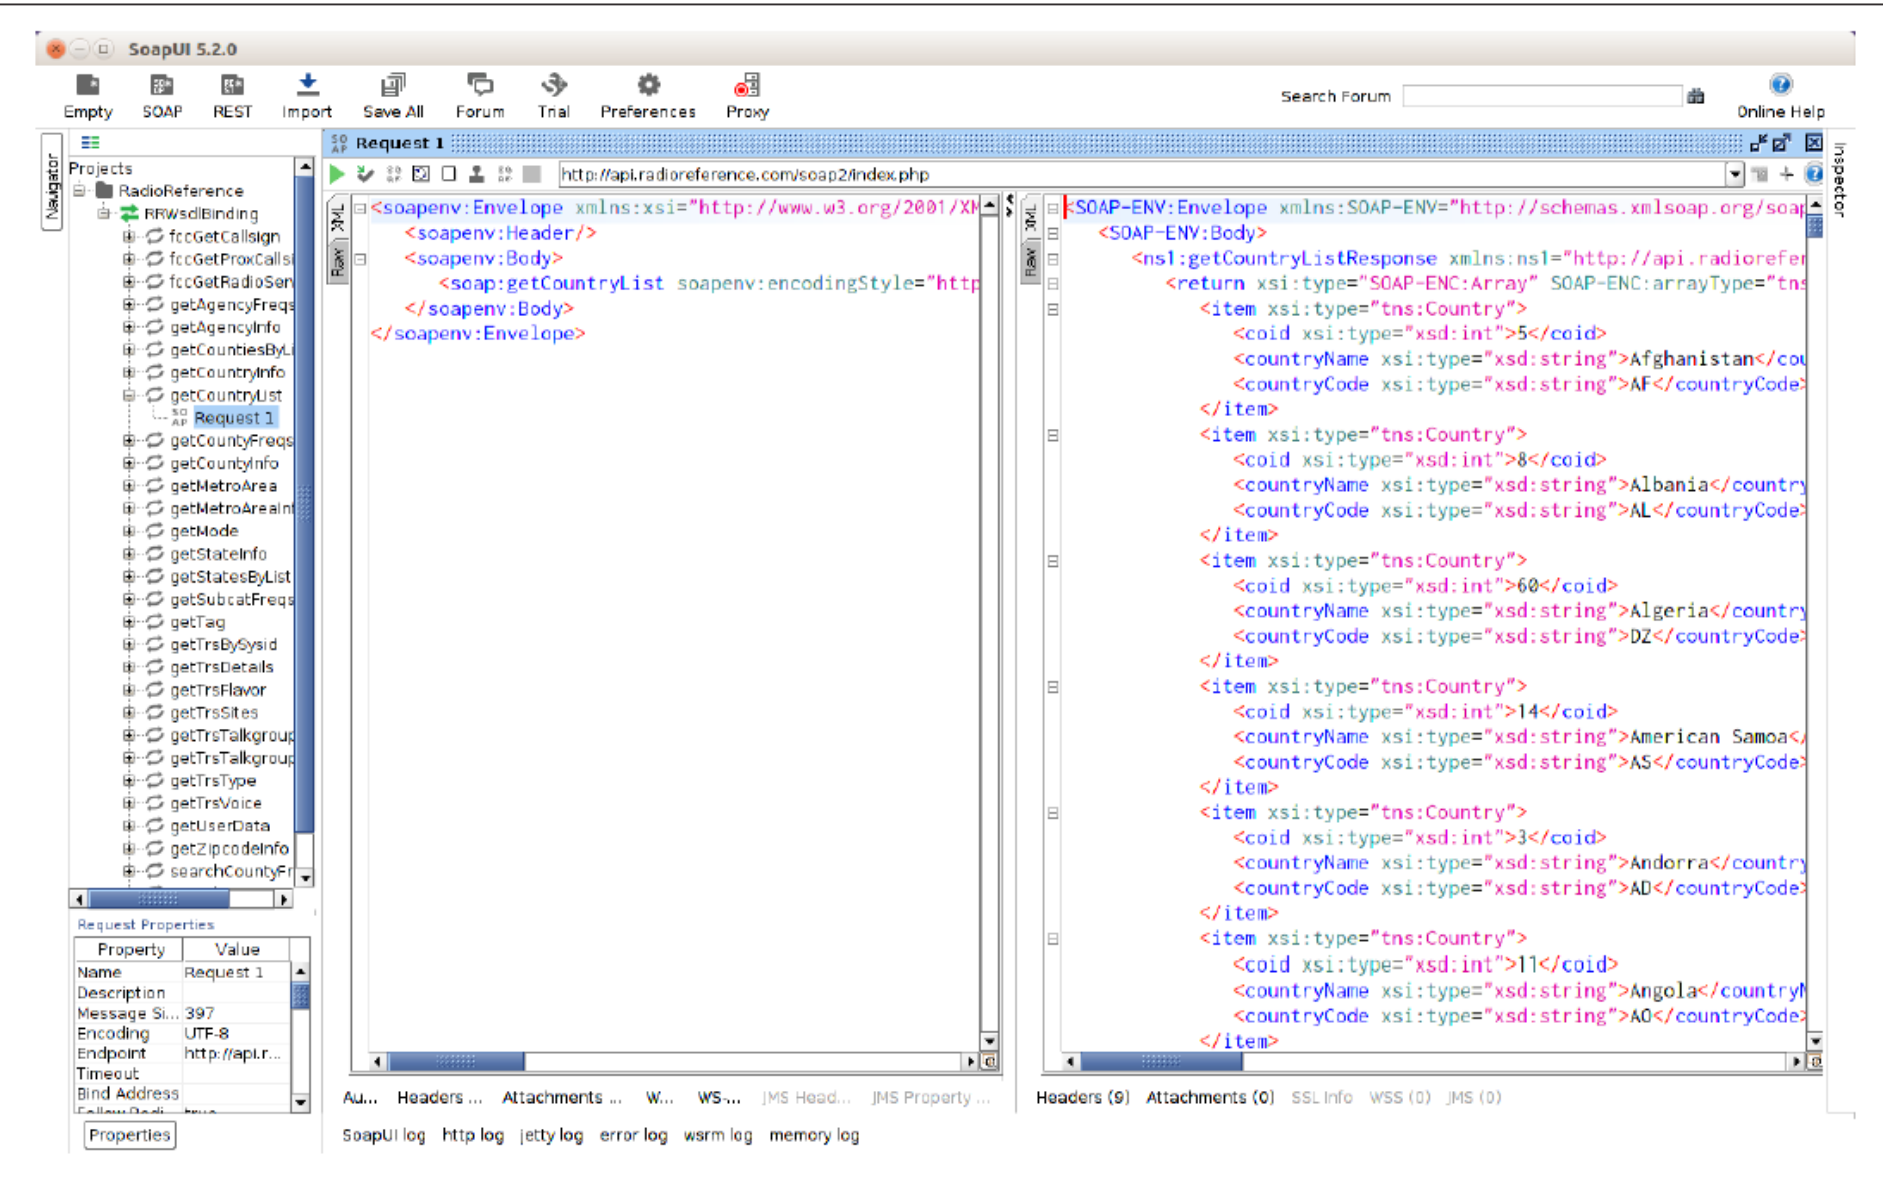 SoapUI 5.2.0
Empty SOAP REST Import Save All Forum Trial Preferences Proxy
Search Forum
Online Help
Navigator
Projects
RadioReference
RRWsdlBinding
fccGetCallsign
fccGetProxCallsi
fccGetRadioSer
getAgencyFreqs
getAgencyInfo
getCountiesByLi
getCountryInfo
getCountryList
Request 1
getCountyFreqs
getCountyInfo
getMetroArea
getMetroAreaInf
getMode
getStateInfo
getStatesByList
getSubcatFreqs
getTag
getTrsBySysid
getTrsDetails
getTrsFlavor
getTrsSites
getTrsTalkgroup
getTrsTalkgroup
getTrsType
getTrsVoice
getUserData
getZipcodeInfo
searchCountyFr
Request Properties
Property Value
Name Request 1
Description
Message Si... 397
Encoding UTF-8
Endpoint http://api.r...
Timeout
Bind Address
Properties
Request 1
http://api.radioreference.com/soap2/index.php
XML
Raw
<soapenv:Envelope xmlns:xsi="http://www.w3.org/2001/XM
<soapenv:Header/>
<soapenv:Body>
<soap:getCountryList soapenv:encodingStyle="http
</soapenv:Body>
</soapenv:Envelope>
XML
Raw
<SOAP-ENV:Envelope xmlns:SOAP-ENV="http://schemas.xmlsoap.org/soap
<SOAP-ENV:Body>
<ns1:getCountryListResponse xmlns:ns1="http://api.radiorefer
<return xsi:type="SOAP-ENC:Array" SOAP-ENC:arrayType="tns
<item xsi:type="tns:Country">
<coid xsi:type="xsd:int">5</coid>
<countryName xsi:type="xsd:string">Afghanistan</cou
<countryCode xsi:type="xsd:string">AF</countryCode>
</item>
<item xsi:type="tns:Country">
<coid xsi:type="xsd:int">8</coid>
<countryName xsi:type="xsd:string">Albania</country
<countryCode xsi:type="xsd:string">AL</countryCode>
</item>
<item xsi:type="tns:Country">
<coid xsi:type="xsd:int">60</coid>
<countryName xsi:type="xsd:string">Algeria</country
<countryCode xsi:type="xsd:string">DZ</countryCode>
</item>
<item xsi:type="tns:Country">
<coid xsi:type="xsd:int">14</coid>
<countryName xsi:type="xsd:string">American Samoa</
<countryCode xsi:type="xsd:string">AS</countryCode>
</item>
<item xsi:type="tns:Country">
<coid xsi:type="xsd:int">3</coid>
<countryName xsi:type="xsd:string">Andorra</country
<countryCode xsi:type="xsd:string">AD</countryCode>
</item>
<item xsi:type="tns:Country">
<coid xsi:type="xsd:int">11</coid>
<countryName xsi:type="xsd:string">Angola</countryN
<countryCode xsi:type="xsd:string">AO</countryCode>
</item>
Inspector
Au... Headers ... Attachments ... W... WS-... JMS Head... JMS Property ...
Headers (9) Attachments (0) SSL Info WSS (0) JMS (0)
SoapUI log http log jetty log error log wsrm log memory log